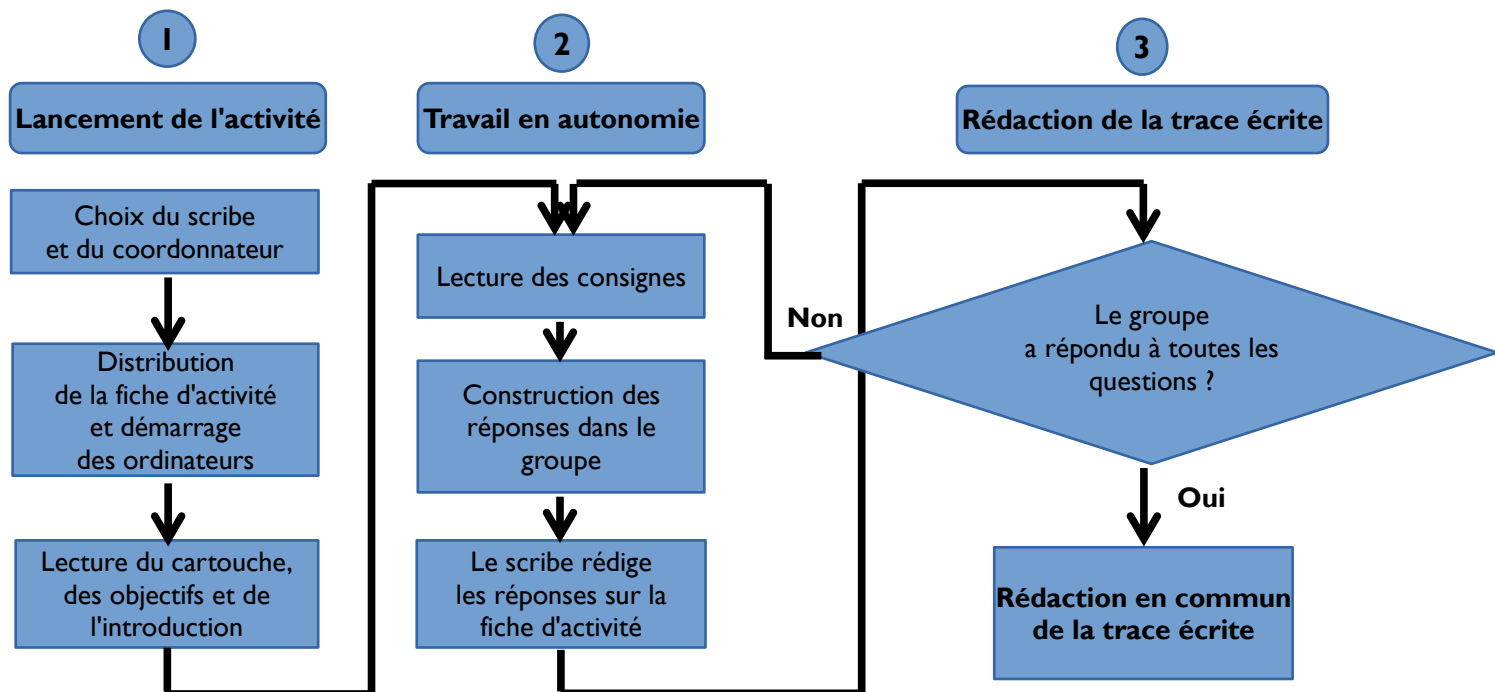 1
Lancement de l'activité
Choix du scribe
et du coordonnateur
Distribution
de la fiche d'activité
et démarrage
des ordinateurs
Lecture du cartouche,
des objectifs et de
l'introduction
2
Travail en autonomie
Lecture des consignes
Construction des
réponses dans le
groupe
Le scribe rédige
les réponses sur la
fiche d'activité
3
Rédaction de la trace écrite
Le groupe
a répondu à toutes les
questions ?
Non
Oui
Rédaction en commun
de la trace écrite